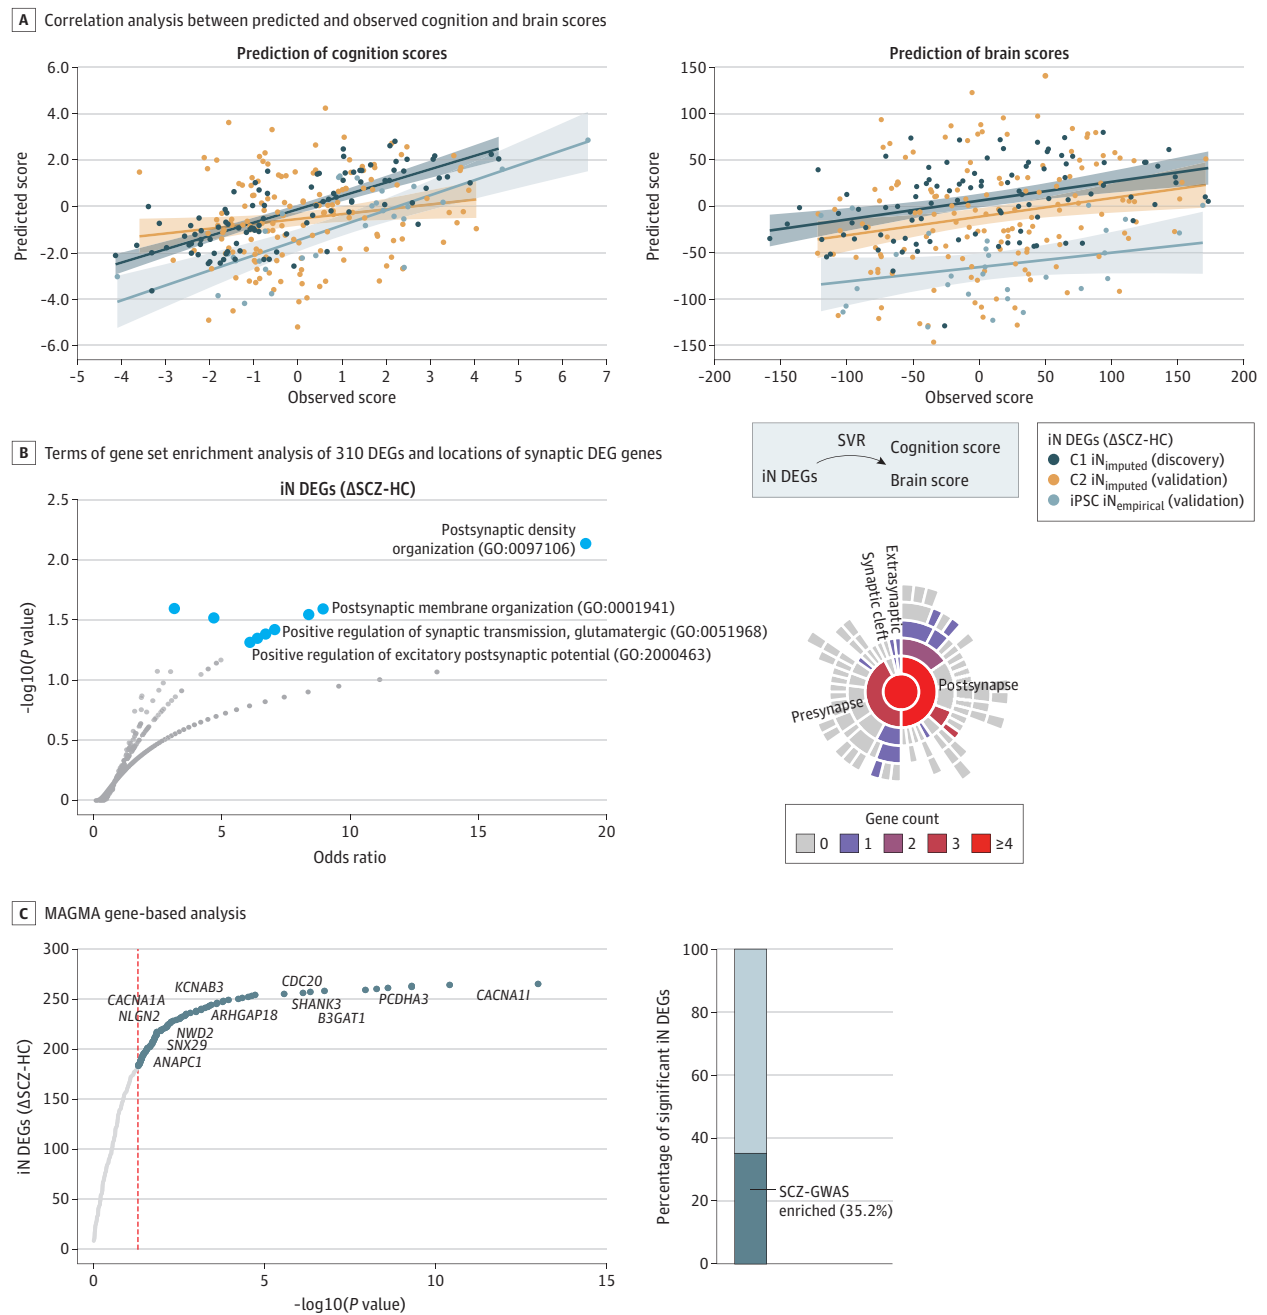 A Correlation analysis between predicted and observed cognition and brain scores
Prediction of cognition scores
6.0
4.0
2.0
0
-2.0
-4.0
-6.0
Predicted score
-5 -4 -3 -2 -1 0 1 2 3 4 5 6 7
Observed score
Prediction of brain scores
150
100
50
0
-50
-100
-150
Predicted score
-200 -150 -100 -50 0 50 100 150 200
Observed score
SVR
iN DEGs
Cognition score
Brain score
iN DEGs (ΔSCZ-HC)
C1 iNimputed (discovery)
C2 iNimputed (validation)
iPSC iNempirical (validation)
B Terms of gene set enrichment analysis of 310 DEGs and locations of synaptic DEG genes
iN DEGs (ΔSCZ-HC)
2.5
2.0
1.5
1.0
0.5
0
-log10(P value)
Postsynaptic density
organization (GO:0097106)
Postsynaptic membrane organization (GO:0001941)
Positive regulation of synaptic transmission, glutamatergic (GO:0051968)
Positive regulation of excitatory postsynaptic potential (GO:2000463)
0 5 10 15 20
Odds ratio
Extrasynaptic
Synaptic cleft
Postsynapse
Presynapse
Gene count
0 1 2 3 ≥4
C MAGMA gene-based analysis
300
250
200
150
100
50
0
iN DEGs (ΔSCZ-HC)
CACNA1A
NLGN2
KCNAB3
ARHGAP18
NWD2
SNX29
ANAPC1
CDC20
SHANK3
B3GAT1
PCDHA3
CACNA1I
0 5 10 15
-log10(P value)
100
80
60
40
20
0
Percentage of significant iN DEGs
SCZ-GWAS
enriched (35.2%)